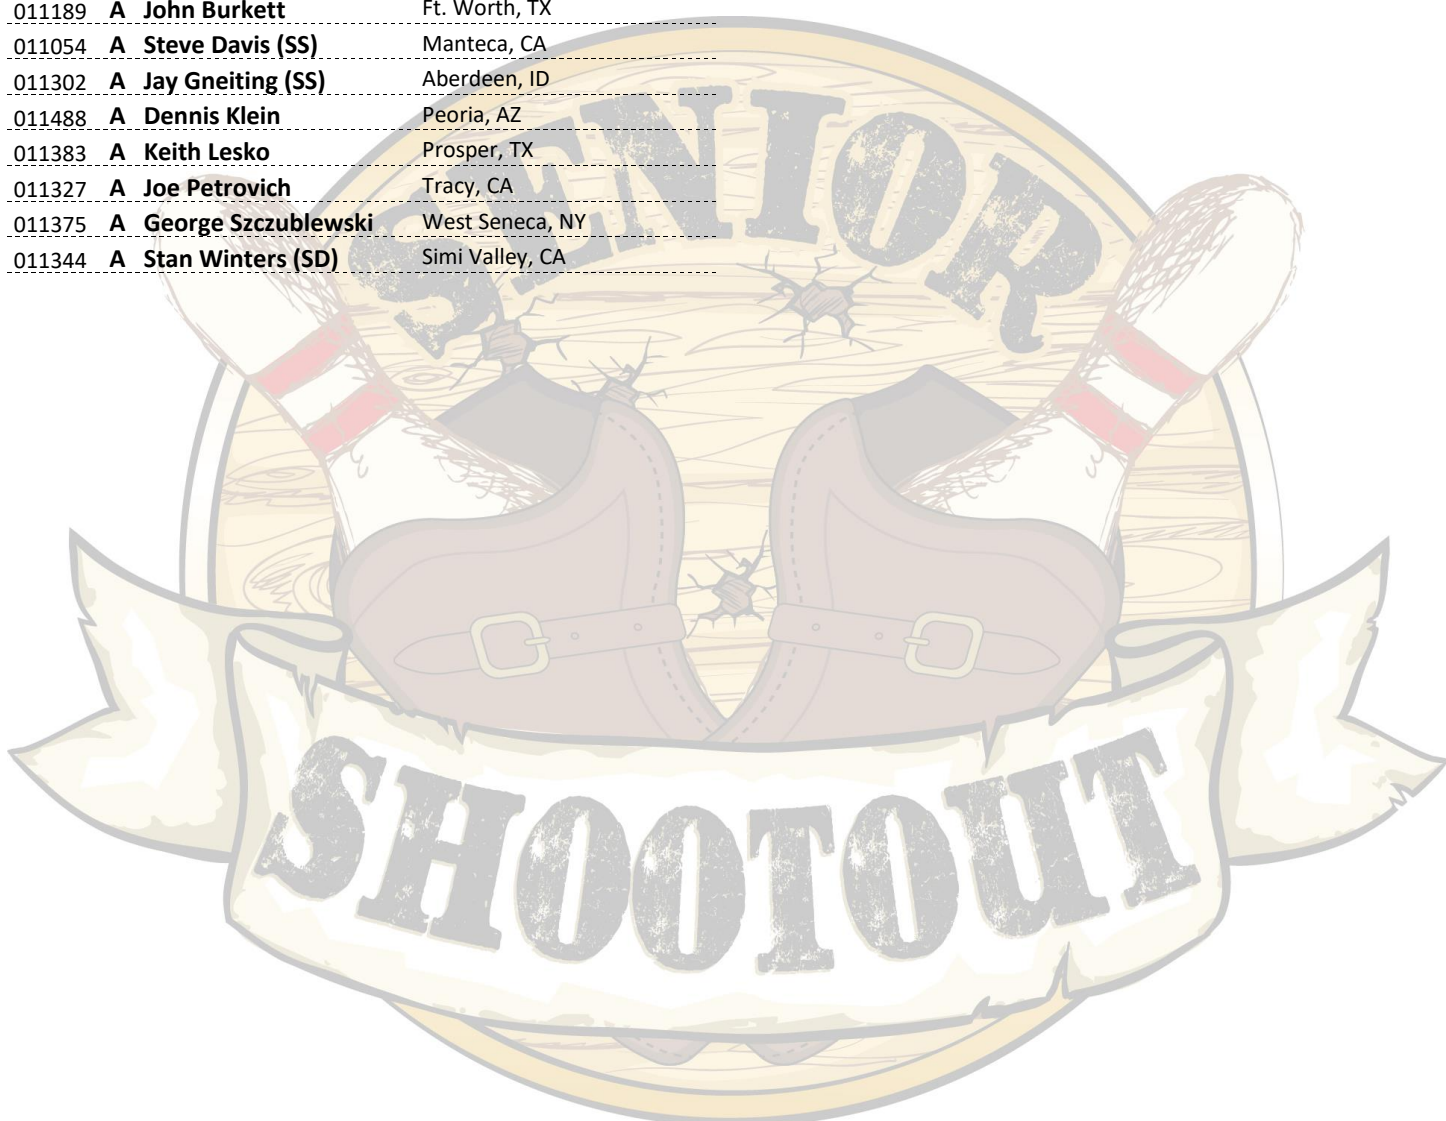 011189 A John Burkett Ft. Worth, TX
011054 A Steve Davis (SS) Manteca, CA
011302 A Jay Gneiting (SS) Aberdeen, ID
011488 A Dennis Klein Peoria, AZ
011383 A Keith Lesko Prosper, TX
011327 A Joe Petrovich Tracy, CA
011375 A George Szczublewski West Seneca, NY
011344 A Stan Winters (SD) Simi Valley, CA
SENIOR
SHOOTOUT